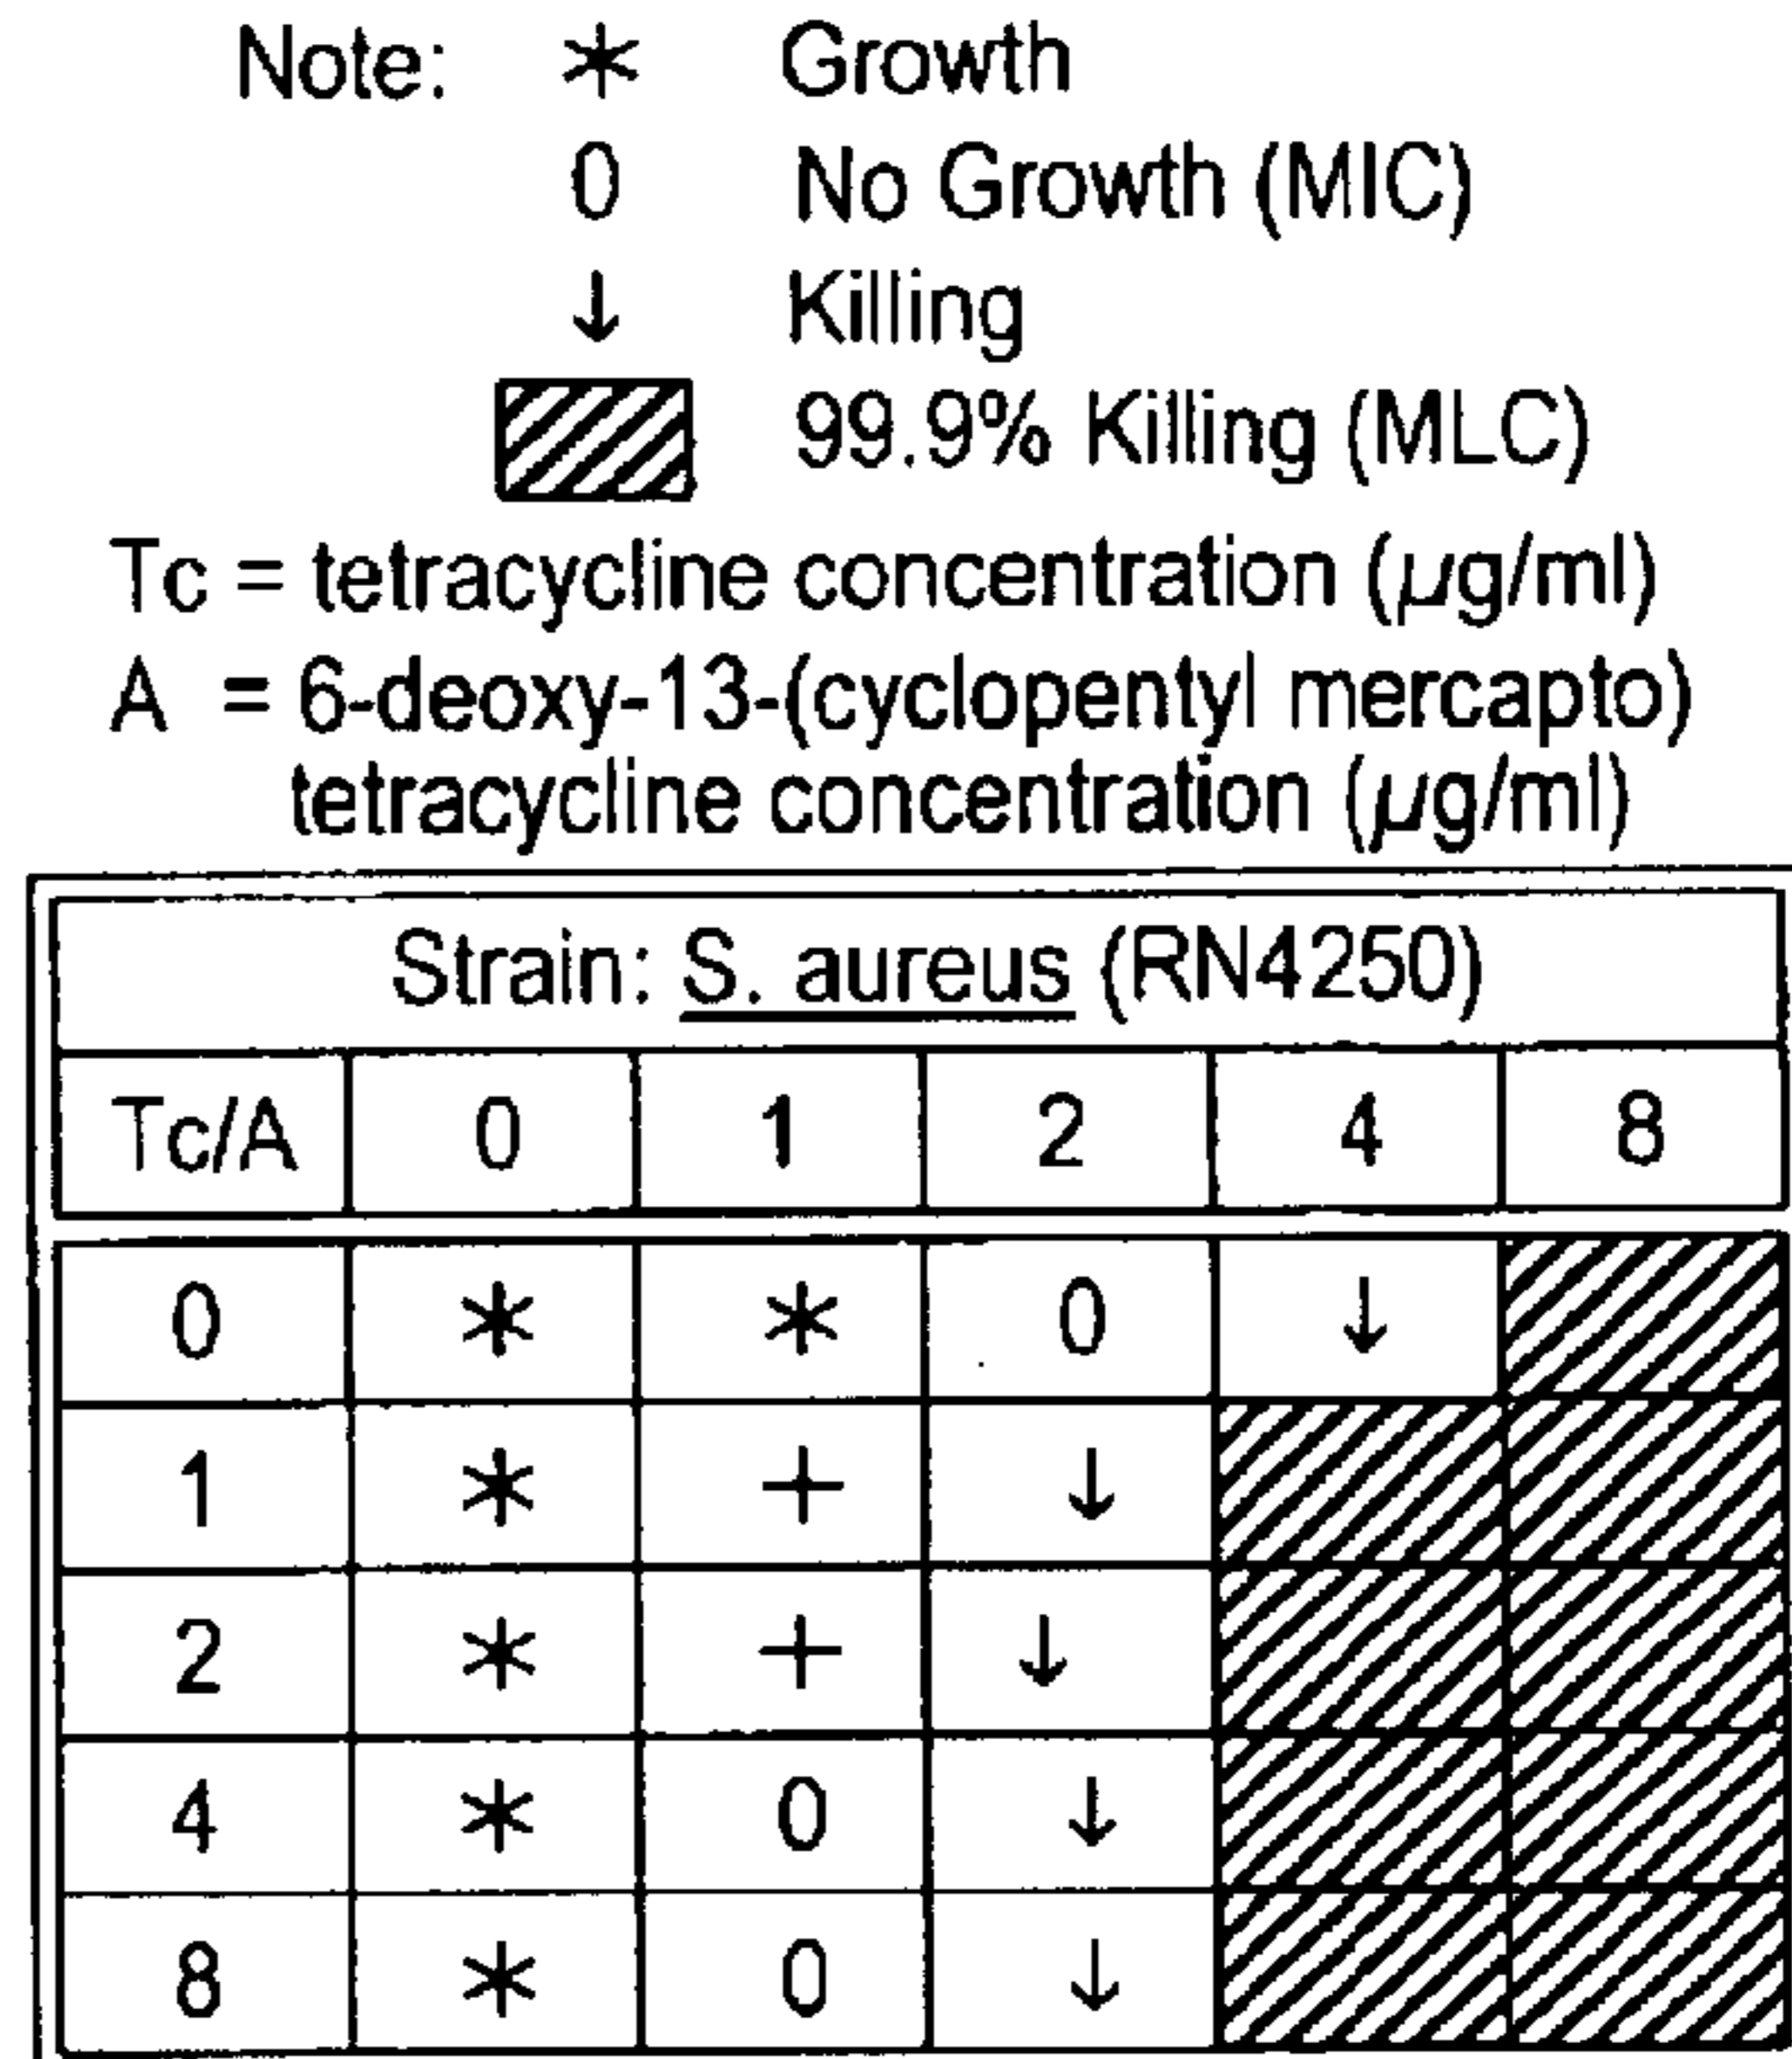 Note: * Growth
0 No Growth (MIC)
↓ Killing
99.9% Killing (MLC)
Tc = tetracycline concentration (µg/ml)
A = 6-deoxy-13-(cyclopentyl mercapto)
tetracycline concentration (µg/ml)
Strain: S. aureus (RN4250)
Tc/A 0 1 2 4 8
0 * * 0 ↓
1 * + ↓
2 * + ↓
4 * 0 ↓
8 * 0 ↓